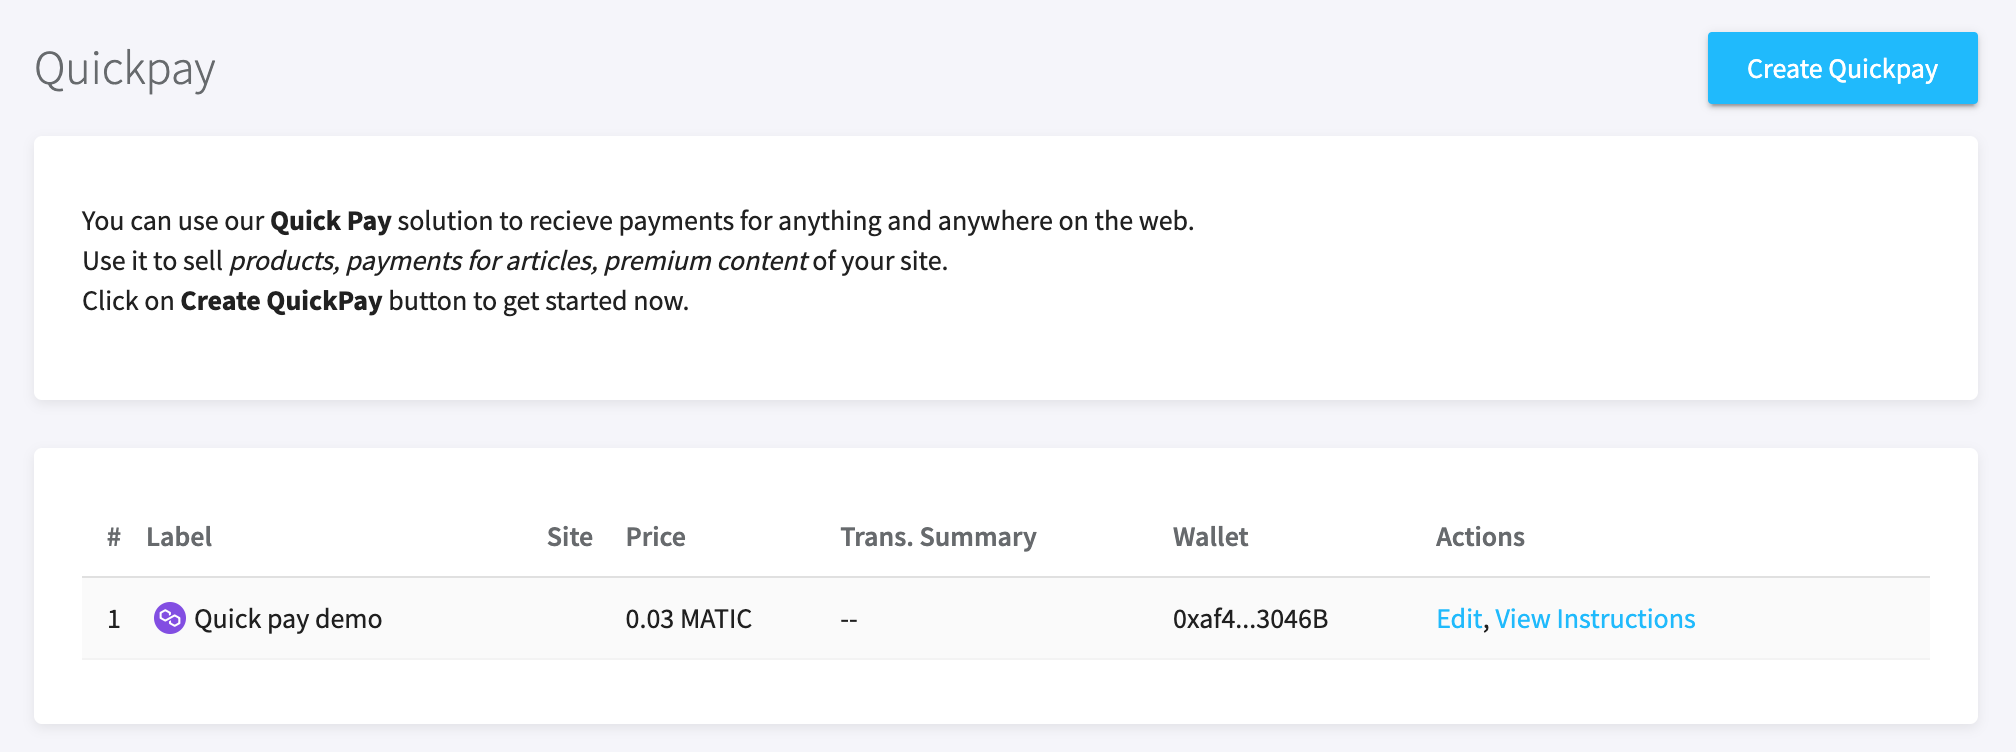 Quickpay
Create Quickpay
You can use our Quick Pay solution to recieve payments for anything and anywhere on the web.
Use it to sell products, payments for articles, premium content of your site.
Click on Create QuickPay button to get started now.
# Label Site Price Trans. Summary Wallet Actions
1 Quick pay demo 0.03 MATIC -- 0xaf4...3046B Edit, View Instructions